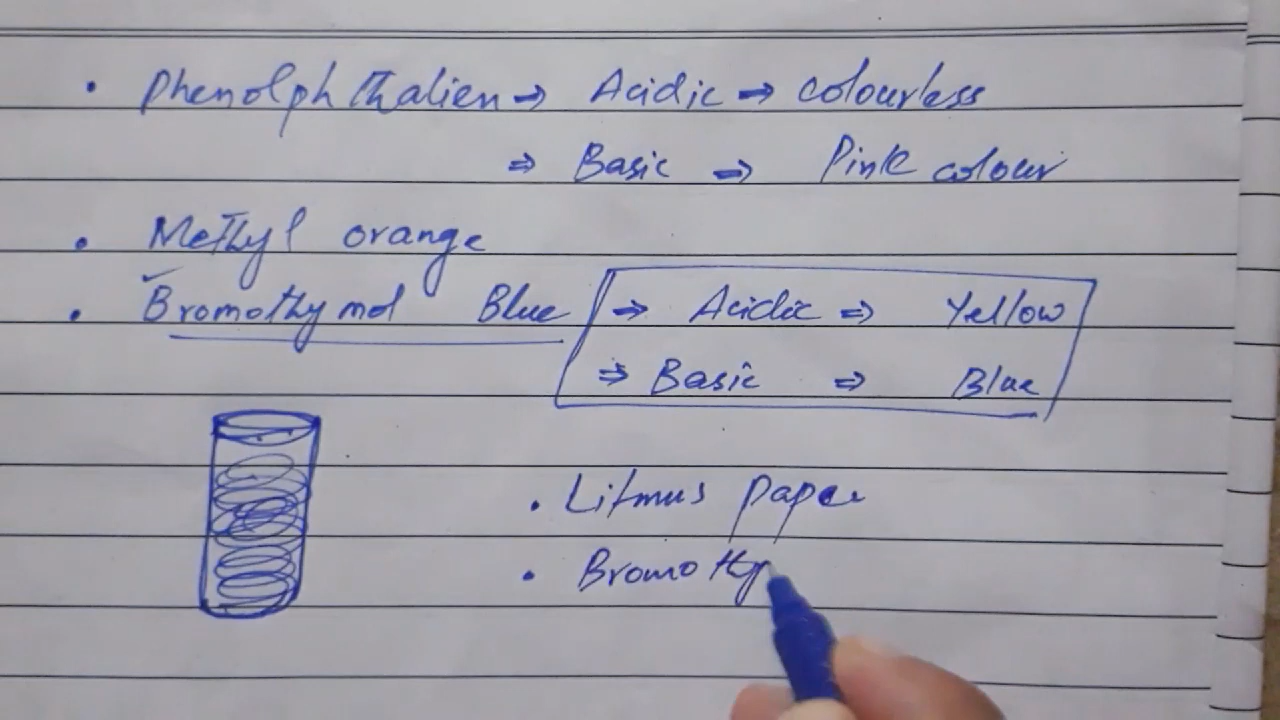 • Phenolphthalien → Acidic → colourless
⇒ Basic ⇒ Pink colour
• Methyl orange
• Bromothymol Blue → Acidic ⇒ Yellow
⇒ Basic ⇒ Blue
• Litmus paper
• Bromothy